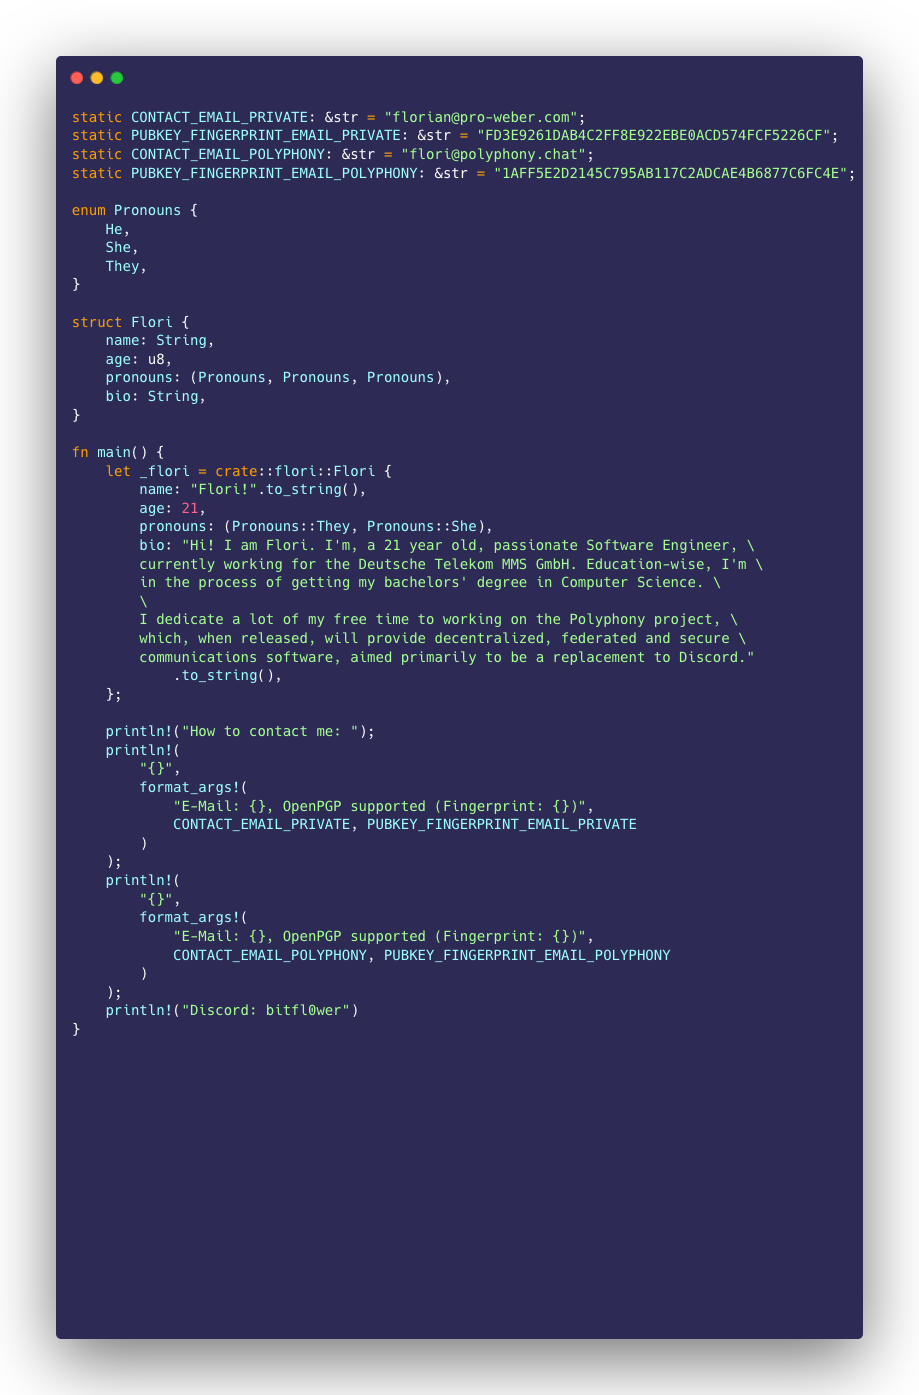 static CONTACT_EMAIL_PRIVATE: &str = "florian@pro-weber.com";
static PUBKEY_FINGERPRINT_EMAIL_PRIVATE: &str = "FD3E9261DAB4C2FF8E922EBE0ACD574FCF5226CF";
static CONTACT_EMAIL_POLYPHONY: &str = "flori@polyphony.chat";
static PUBKEY_FINGERPRINT_EMAIL_POLYPHONY: &str = "1AFF5E2D2145C795AB117C2ADCAE4B6877C6FC4E";

enum Pronouns {
    He,
    She,
    They,
}

struct Flori {
    name: String,
    age: u8,
    pronouns: (Pronouns, Pronouns, Pronouns),
    bio: String,
}

fn main() {
    let _flori = crate::flori::Flori {
        name: "Flori!".to_string(),
        age: 21,
        pronouns: (Pronouns::They, Pronouns::She),
        bio: "Hi! I am Flori. I'm, a 21 year old, passionate Software Engineer, \
        currently working for the Deutsche Telekom MMS GmbH. Education-wise, I'm \
        in the process of getting my bachelors' degree in Computer Science. \
        \
        I dedicate a lot of my free time to working on the Polyphony project, \
        which, when released, will provide decentralized, federated and secure \
        communications software, aimed primarily to be a replacement to Discord."
            .to_string(),
    };

    println!("How to contact me: ");
    println!(
        "{}",
        format_args!(
            "E-Mail: {}, OpenPGP supported (Fingerprint: {})",
            CONTACT_EMAIL_PRIVATE, PUBKEY_FINGERPRINT_EMAIL_PRIVATE
        )
    );
    println!(
        "{}",
        format_args!(
            "E-Mail: {}, OpenPGP supported (Fingerprint: {})",
            CONTACT_EMAIL_POLYPHONY, PUBKEY_FINGERPRINT_EMAIL_POLYPHONY
        )
    );
    println!("Discord: bitfl0wer")
}